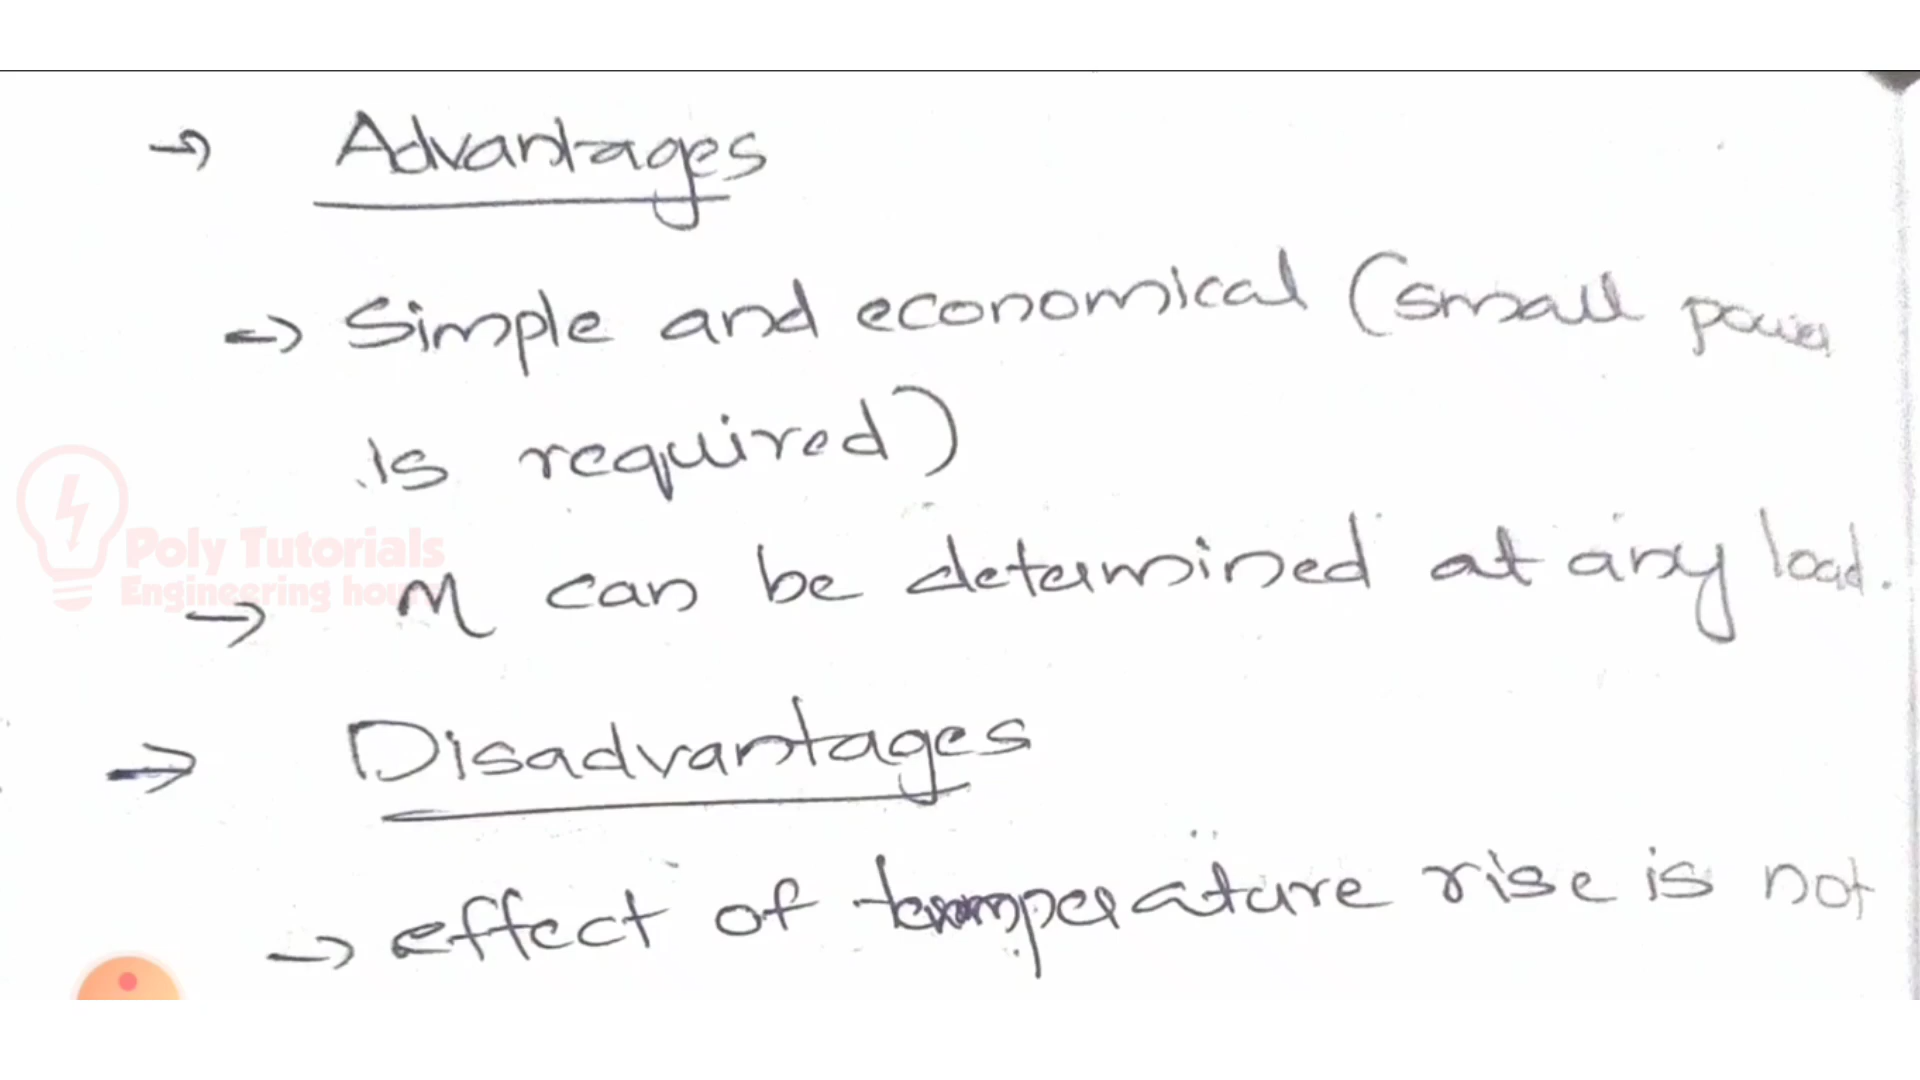 → Advantages
→ Simple and economical (small power
is required)
Poly Tutorials
Engineering hour
→ η can be determined at any load.
→ Disadvantages
→ effect of temperature rise is not